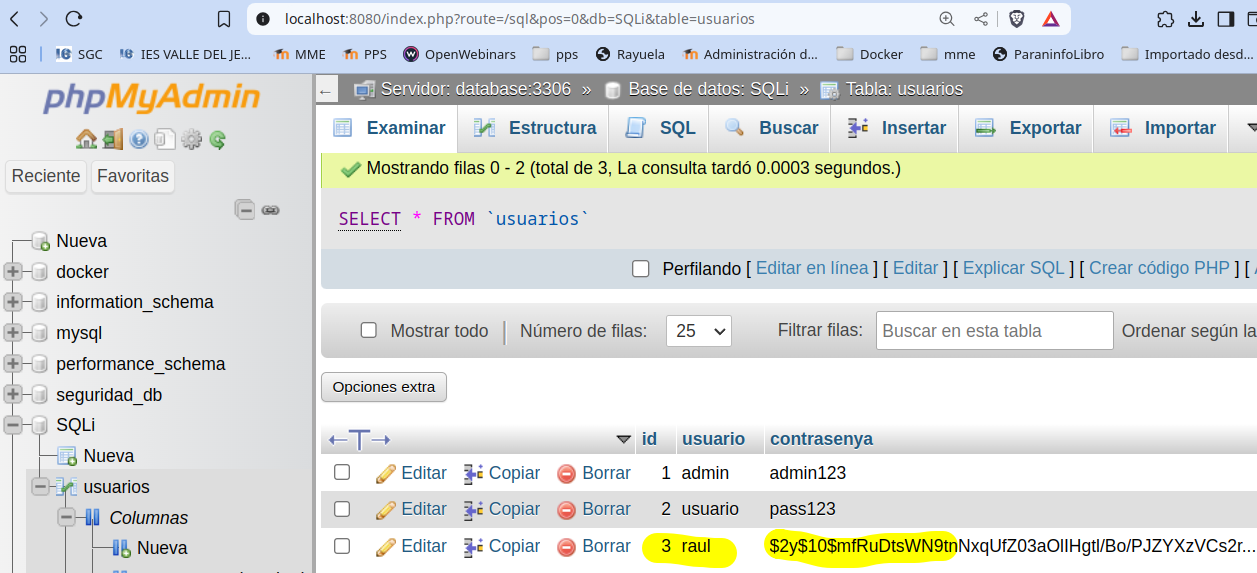 localhost:8080/index.php?route=/sql&pos=0&db=SQLi&table=usuarios
SGC IES VALLE DEL JE... MME PPS OpenWebinars pps Rayuela Administración d... Docker mme ParaninfoLibro Importado desd...
phpMyAdmin
Reciente Favoritas
Nueva
docker
information_schema
mysql
performance_schema
seguridad_db
SQLi
Nueva
usuarios
Columnas
Nueva
Servidor: database:3306 » Base de datos: SQLi » Tabla: usuarios
Examinar Estructura SQL Buscar Insertar Exportar Importar
Mostrando filas 0 - 2 (total de 3, La consulta tardó 0.0003 segundos.)
SELECT * FROM `usuarios`
Perfilando [ Editar en línea ] [ Editar ] [ Explicar SQL ] [ Crear código PHP ] [
Mostrar todo Número de filas: 25 Filtrar filas: Buscar en esta tabla Ordenar según la
Opciones extra
←T→ id usuario contrasenya
Editar Copiar Borrar 1 admin admin123
Editar Copiar Borrar 2 usuario pass123
Editar Copiar Borrar 3 raul $2y$10$mfRuDtsWN9tnNxqUfZ03aOlIHgtl/Bo/PJZYXzVCs2r...